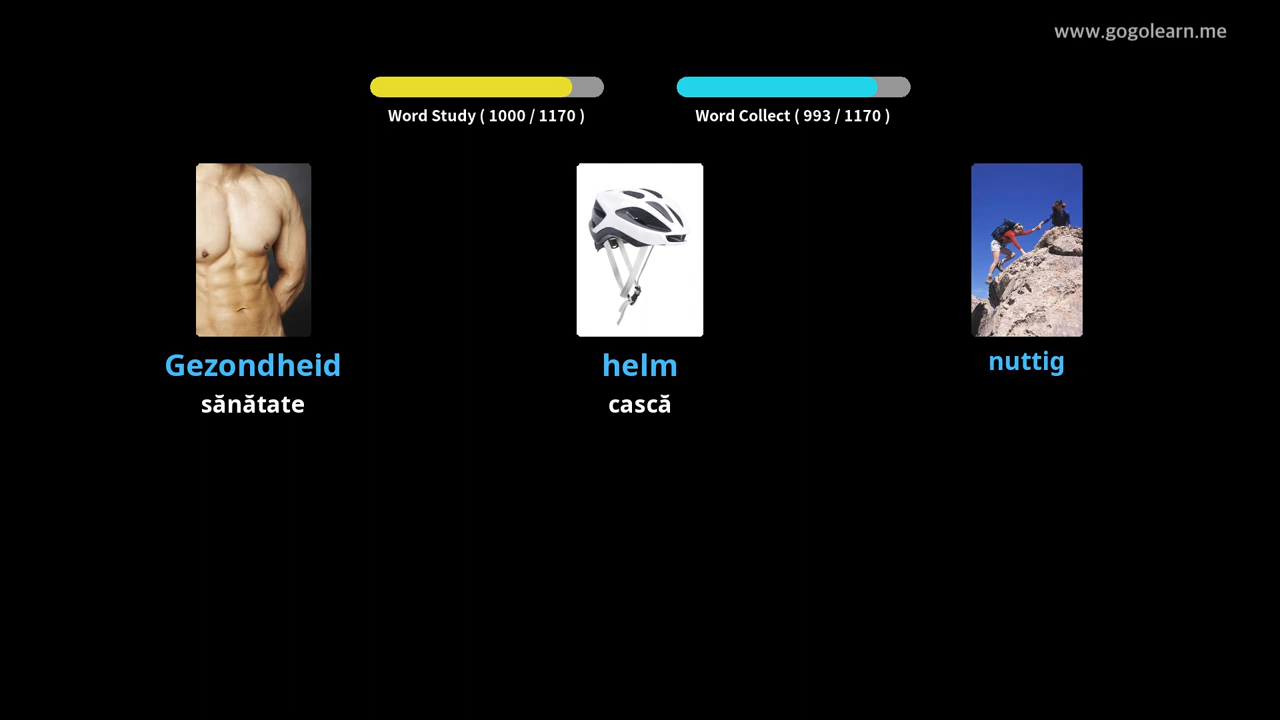 www.gogolearn.me
Word Study ( 1000 / 1170 )
Word Collect ( 993 / 1170 )
Gezondheid
sănătate
helm
cască
nuttig